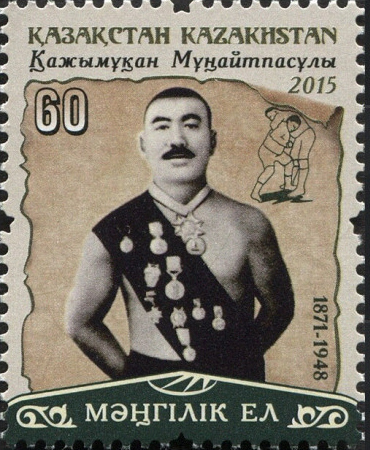 ҚАЗАҚСТАН KAZAKHSTAN
Қажымұқан Мұңайтпасұлы
2015
60
1871-1948
МӘҢГІЛІК ЕЛ